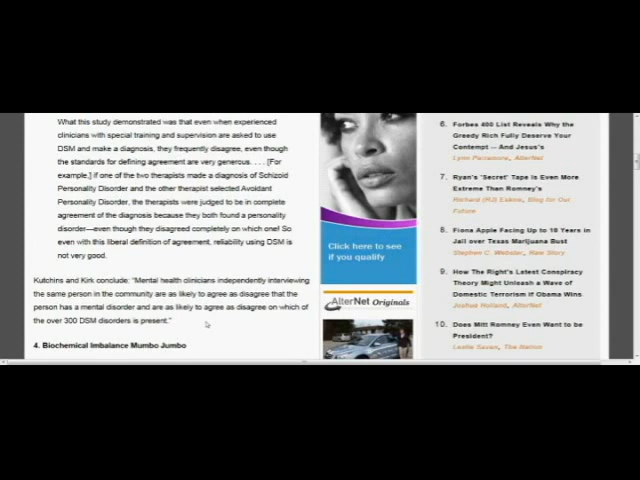 What this study demonstrated was that even when experienced
clinicians with special training and supervision are asked to use
DSM and make a diagnosis, they frequently disagree, even though
the standards for defining agreement are very generous. . . . [For
example,] if one of the two therapists made a diagnosis of Schizoid
Personality Disorder and the other therapist selected Avoidant
Personality Disorder, the therapists were judged to be in complete
agreement of the diagnosis because they both found a personality
disorder—even though they disagreed completely on which one! So
even with this liberal definition of agreement, reliability using DSM is
not very good.
Kutchins and Kirk conclude: "Mental health clinicians independently interviewing
the same person in the community are as likely to agree as disagree that the
person has a mental disorder and are as likely to agree as disagree on which of
the over 300 DSM disorders is present."
4. Biochemical Imbalance Mumbo Jumbo
Click here to see
if you qualify
AlterNet Originals
6. Forbes 400 List Reveals Why the
Greedy Rich Fully Deserve Your
Contempt -- And Jesus's
Lynn Parramore, AlterNet
7. Ryan's 'Secret' Tape Is Even More
Extreme Than Romney's
Richard (RJ) Eskow, Blog for Our
Future
8. Fiona Apple Facing Up to 10 Years in
Jail over Texas Marijuana Bust
Stephen C. Webster, Raw Story
9. How The Right's Latest Conspiracy
Theory Might Unleash a Wave of
Domestic Terrorism if Obama Wins
Joshua Holland, AlterNet
10. Does Mitt Romney Even Want to be
President?
Leslie Savan, The Nation